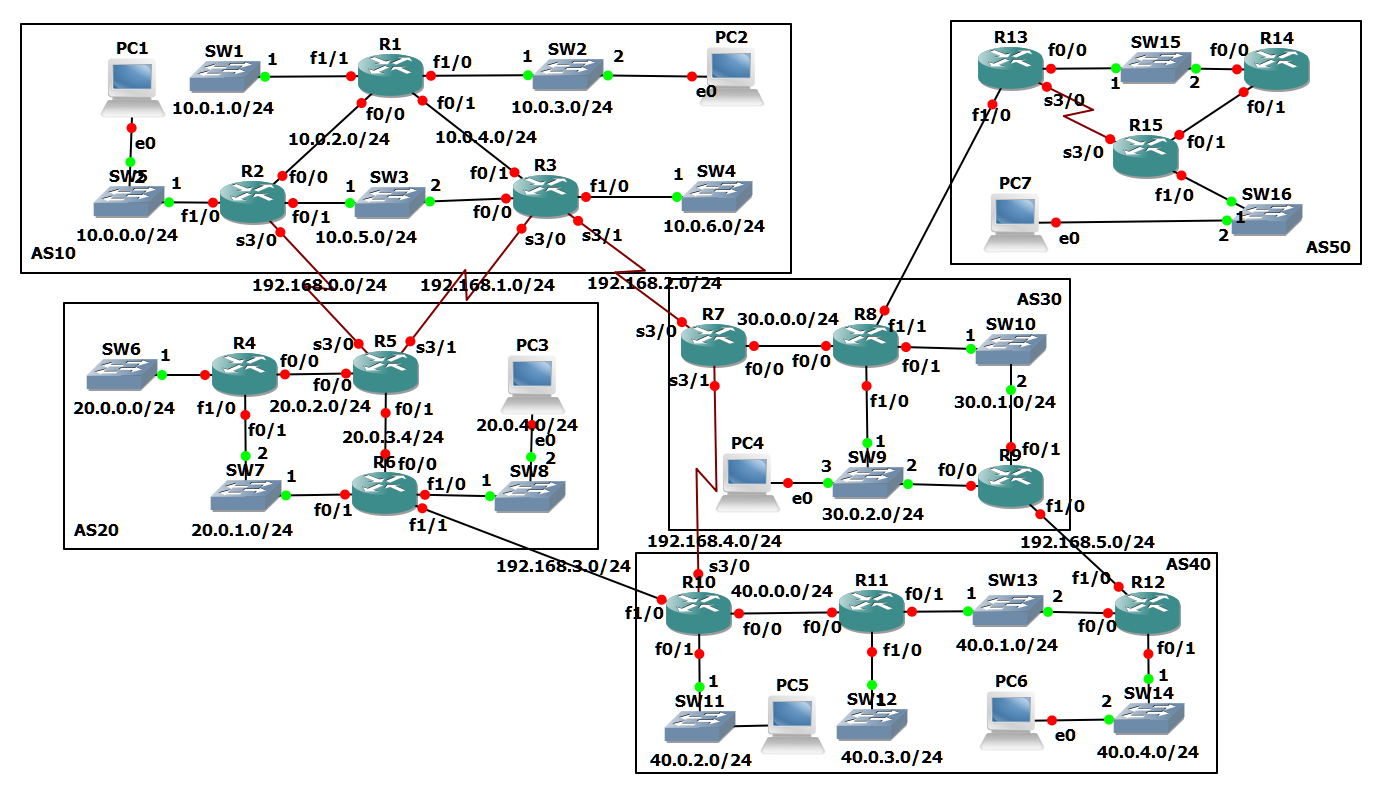 PC1
SW1
1
f1/1
R1
f1/0
1
SW2
2
PC2
e0
10.0.1.0/24
f0/0
f0/1
10.0.3.0/24
e0
10.0.2.0/24
10.0.4.0/24
SW5
2
1
R2
f0/0
1
SW3
2
f0/1
R3
f1/0
1
SW4
f1/0
f0/1
f0/0
10.0.0.0/24
s3/0
10.0.5.0/24
s3/0
s3/1
10.0.6.0/24
AS10
R13
f0/0
SW15
f0/0
R14
1
2
s3/0
f0/1
f1/0
R15
f0/1
s3/0
PC7
f1/0
SW16
1
2
e0
AS50
192.168.0.0/24
192.168.1.0/24
192.168.2.0/24
SW6
1
R4
f0/0
s3/0
R5
s3/1
PC3
f0/0
20.0.0.0/24
f1/0
20.0.2.0/24
f0/1
20.0.4.0/24
f0/1
20.0.3.4/24
e0
2
SW7
1
R6
f0/0
f1/0
1
SW8
2
f0/1
f1/1
20.0.1.0/24
AS20
AS30
R7
30.0.0.0/24
R8
f1/1
1
SW10
s3/0
f0/0
f0/0
f0/1
2
s3/1
f1/0
30.0.1.0/24
PC4
1
f0/1
3
SW9
2
f0/0
R9
e0
f1/0
30.0.2.0/24
192.168.3.0/24
192.168.4.0/24
192.168.5.0/24
AS40
s3/0
R10
40.0.0.0/24
R11
f0/1
1
SW13
2
f1/0
R12
f1/0
f0/0
f0/0
f0/0
f0/1
f1/0
40.0.1.0/24
f0/1
1
PC5
PC6
1
SW11
SW12
1
2
SW14
e0
40.0.2.0/24
40.0.3.0/24
40.0.4.0/24